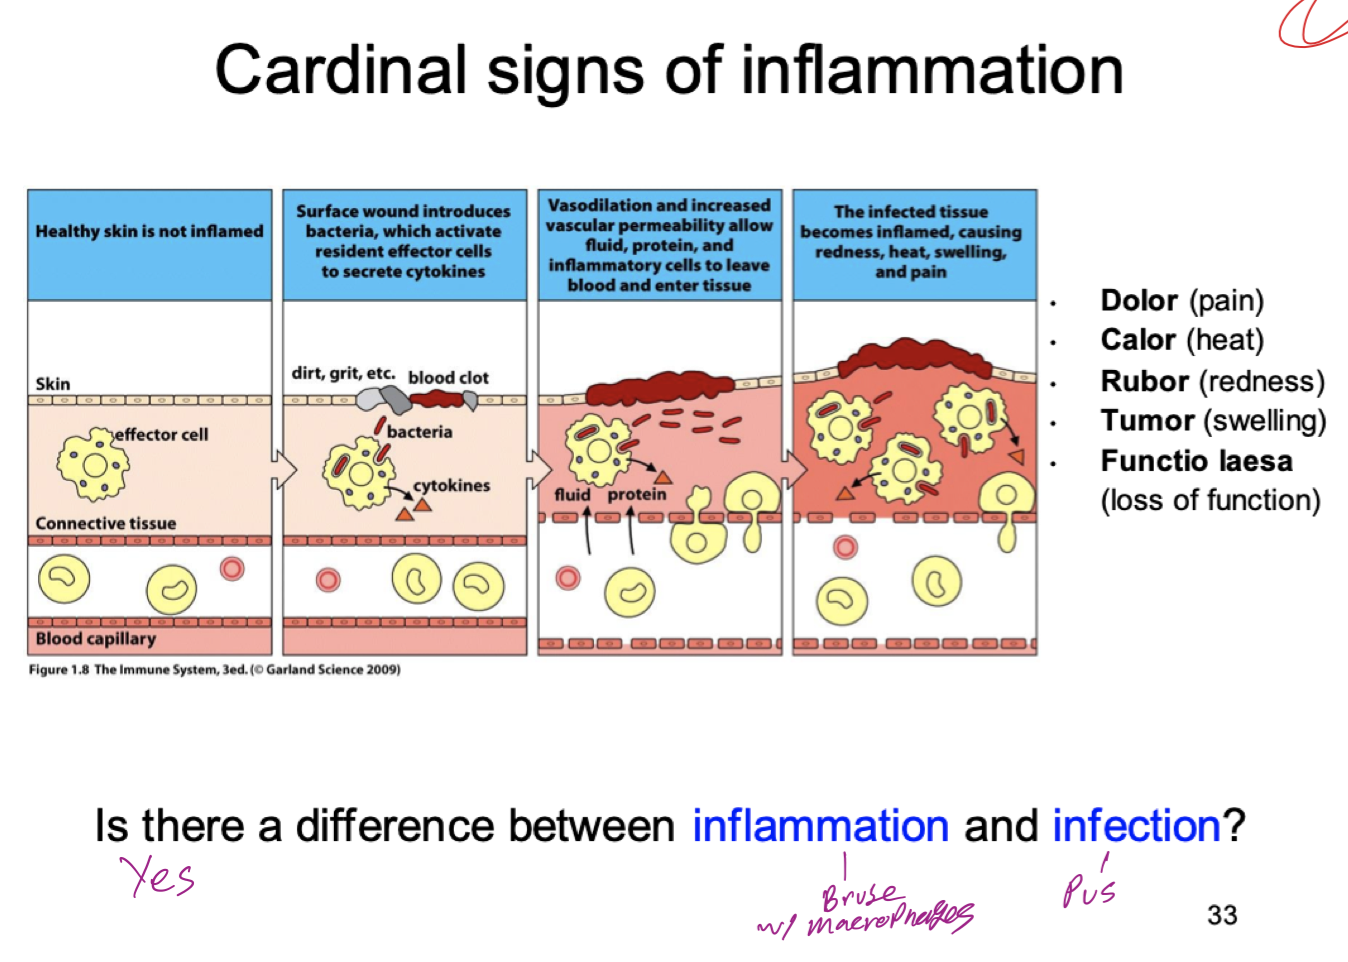 Cardinal signs of inflammation
Healthy skin is not inflamed
Surface wound introduces
bacteria, which activate
resident effector cells
to secrete cytokines
Vasodilation and increased
vascular permeability allow
fluid, protein, and
inflammatory cells to leave
blood and enter tissue
The infected tissue
becomes inflamed, causing
redness, heat, swelling,
and pain
Skin
effector cell
Connective tissue
Blood capillary
dirt, grit, etc.
blood clot
bacteria
cytokines
fluid protein
• Dolor (pain)
• Calor (heat)
• Rubor (redness)
• Tumor (swelling)
• Functio laesa
(loss of function)
Figure 1.8 The Immune System, 3ed. (© Garland Science 2009)
Is there a difference between inflammation and infection?
Yes
Bruse
w/ macrophages
Pus
33